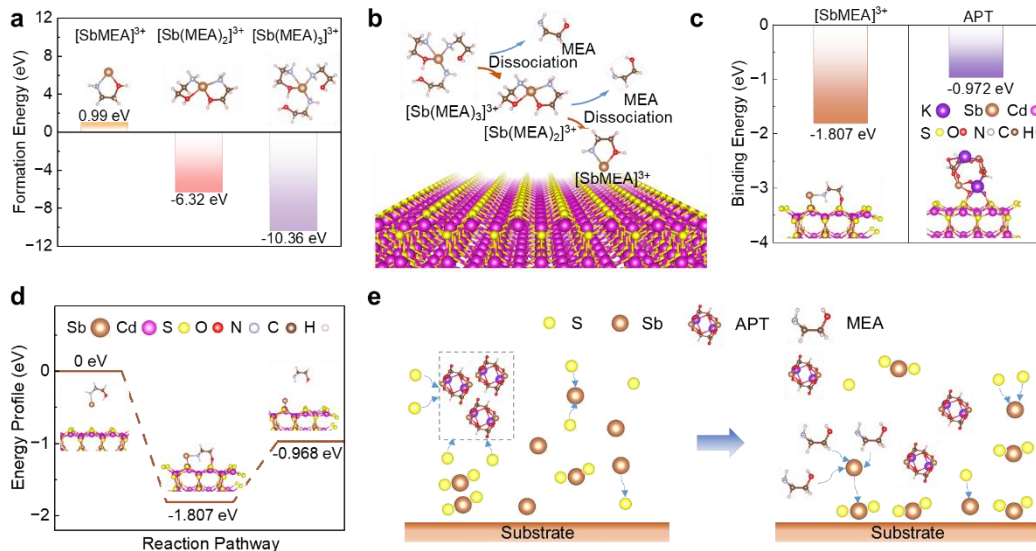 a
Formation Energy (eV)
12
8
4
0
−4
−8
−12
[SbMEA]³⁺
[Sb(MEA)₂]³⁺
[Sb(MEA)₃]³⁺
0.99 eV
-6.32 eV
-10.36 eV
b
MEA
Dissociation
[Sb(MEA)₃]³⁺
MEA
Dissociation
[Sb(MEA)₂]³⁺
[SbMEA]³⁺
c
Binding Energy (eV)
0
−1
−2
−3
−4
[SbMEA]³⁺
APT
-0.972 eV
-1.807 eV
K Sb Cd
S O N C H
d
Energy Profile (eV)
0
−1
−2
Sb Cd S O N C H
0 eV
-0.968 eV
-1.807 eV
Reaction Pathway
e
S Sb APT MEA
Substrate
Substrate